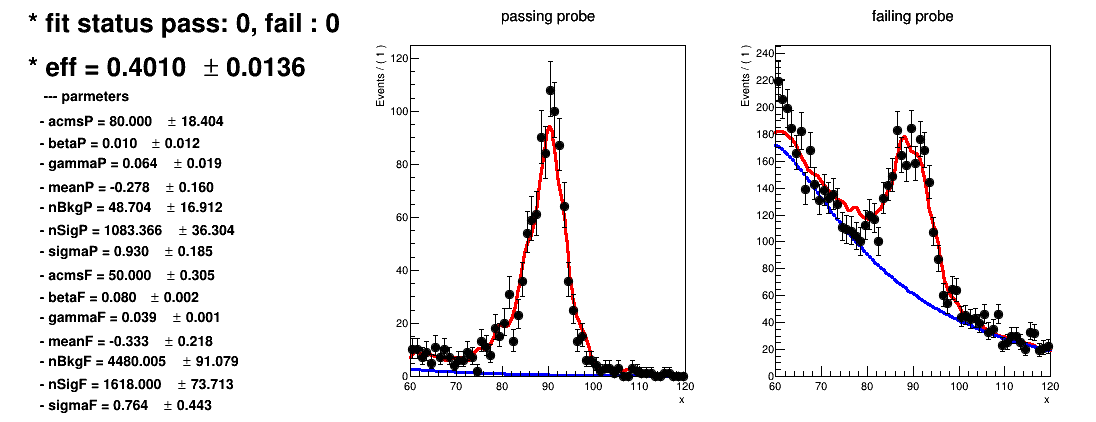 * fit status pass: 0, fail : 0
* eff = 0.4010 ± 0.0136
--- parmeters
- acmsP = 80.000 ± 18.404
- betaP = 0.010 ± 0.012
- gammaP = 0.064 ± 0.019
- meanP = -0.278 ± 0.160
- nBkgP = 48.704 ± 16.912
- nSigP = 1083.366 ± 36.304
- sigmaP = 0.930 ± 0.185
- acmsF = 50.000 ± 0.305
- betaF = 0.080 ± 0.002
- gammaF = 0.039 ± 0.001
- meanF = -0.333 ± 0.218
- nBkgF = 4480.005 ± 91.079
- nSigF = 1618.000 ± 73.713
- sigmaF = 0.764 ± 0.443
passing probe
Events / ( 1 )
120
100
80
60
40
20
0
60 70 80 90 100 110 120
x
failing probe
Events / ( 1 )
240
220
200
180
160
140
120
100
80
60
40
20
0
60 70 80 90 100 110 120
x